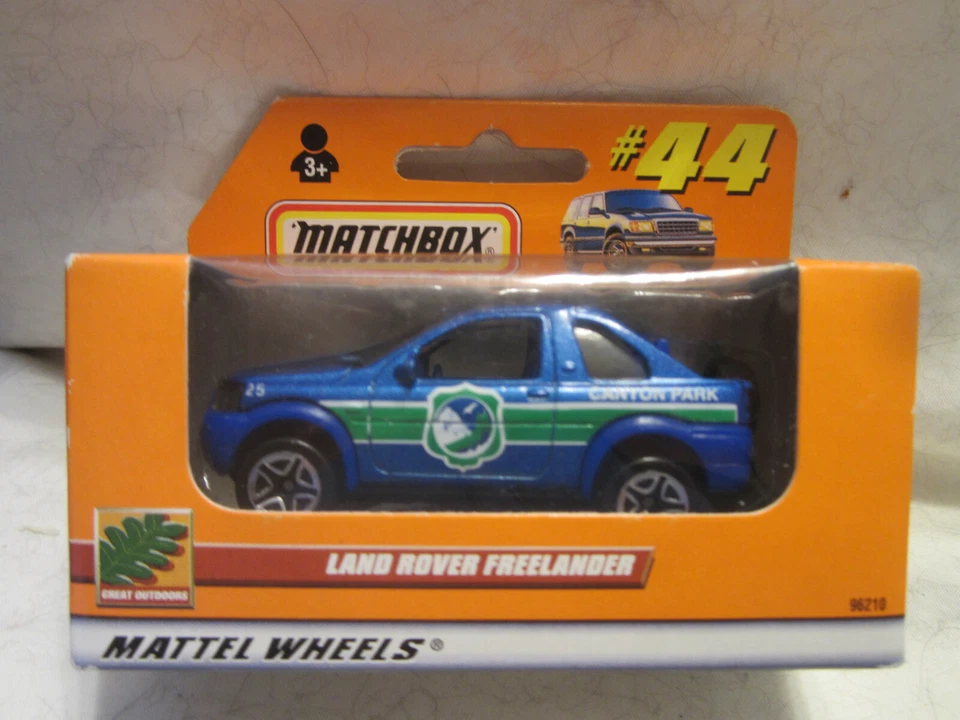 3+
#44
MATCHBOX®
25
CANYON PARK
LAND ROVER FREELANDER
GREAT OUTDOORS
96210
MATTEL WHEELS®